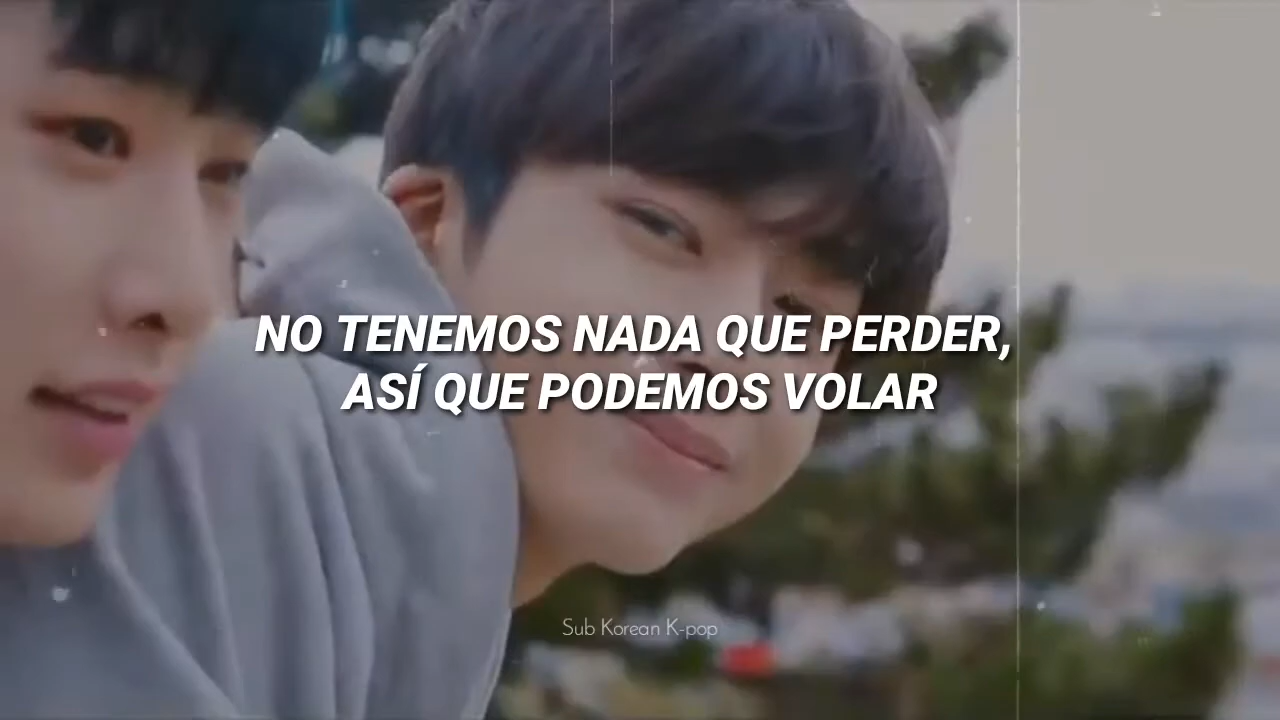 NO TENEMOS NADA QUE PERDER,
ASÍ QUE PODEMOS VOLAR
Sub Korean K-pop